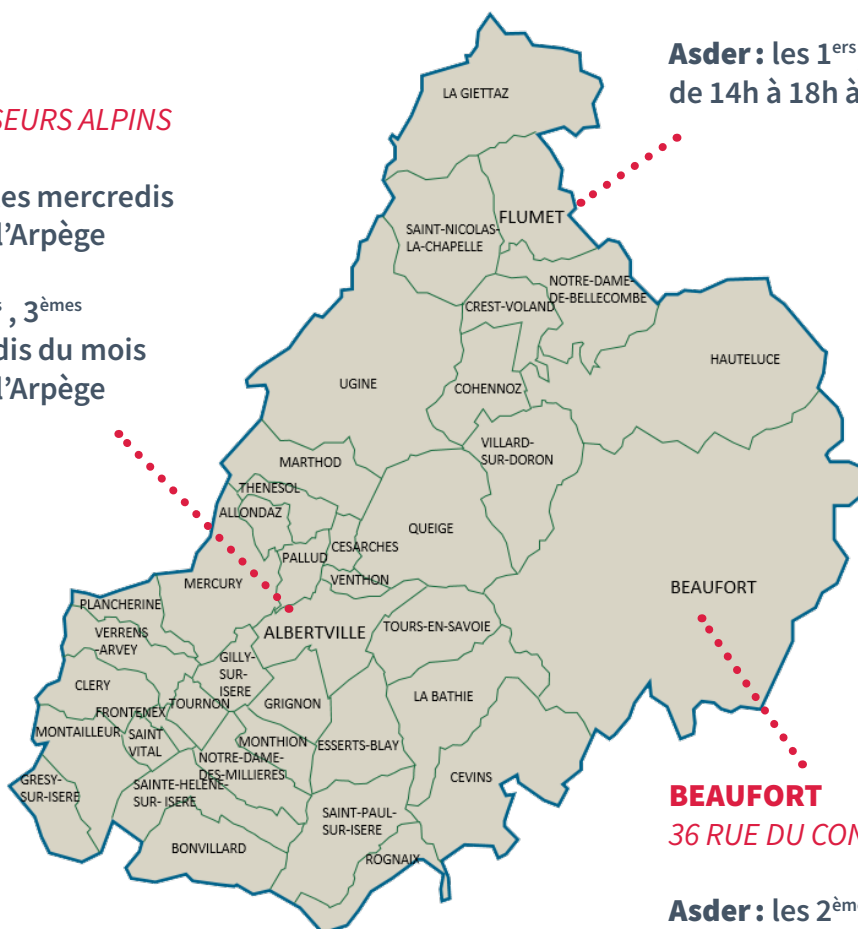 SEURS ALPINS
es mercredis
l'Arpège
, 3èmes
dis du mois
l'Arpège
Asder : les 1ers
de 14h à 18h à
LA GIETTAZ
FLUMET
SAINT-NICOLAS-
LA-CHAPELLE
NOTRE-DAME-
DE-BELLECOMBE
CREST-VOLAND
HAUTELUCE
UGINE
COHENNOZ
VILLARD-
SUR-DORON
MARTHOD
THENESOL
ALLONDAZ
QUEIGE
CESARCHES
PALLUD
VENTHON
MERCURY
BEAUFORT
PLANCHERINE
VERRENS
-ARVEY
ALBERTVILLE
TOURS-EN-SAVOIE
GILLY-
SUR-
ISERE
CLERY
LA BATHIE
GRIGNON
TOURNON
FRONTENEX
MONTAILLEUR
SAINT
VITAL
MONTHION
ESSERTS-BLAY
NOTRE-DAME-
DES-MILLIERES
GRESY-
SUR-ISERE
SAINTE-HELENE-
SUR- ISERE
CEVINS
SAINT-PAUL-
SUR-ISERE
BONVILLARD
ROGNAIX
BEAUFORT
36 RUE DU CON
Asder : les 2ème